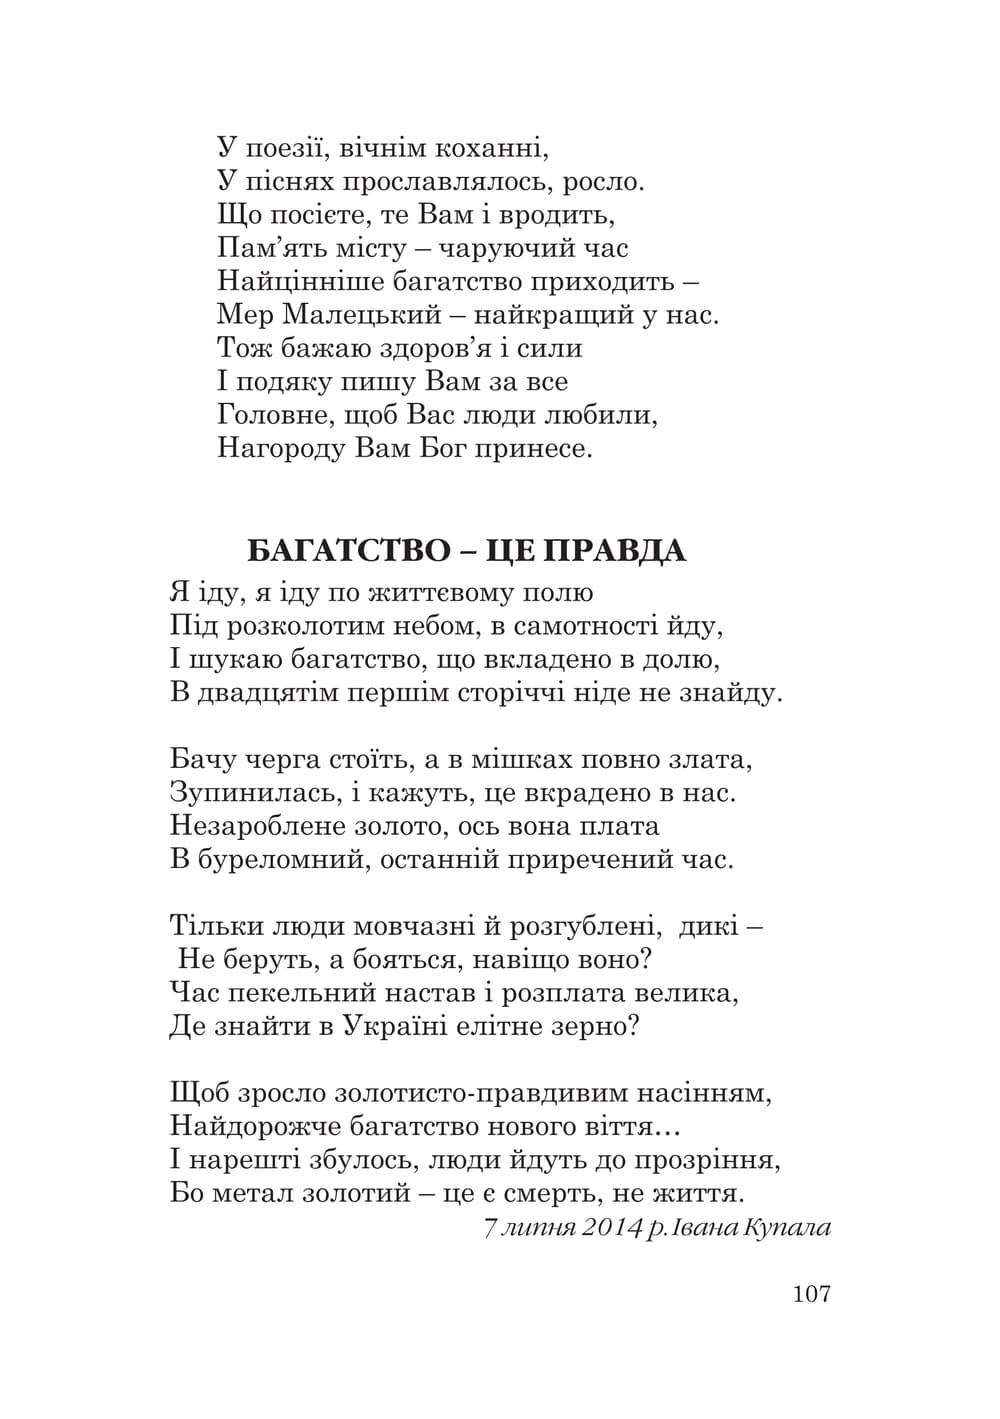 У поезії, вічнім коханні,
У піснях прославлялось, росло.
Що посієте, те Вам і вродить,
Пам’ять місту – чаруючий час
Найцінніше багатство приходить –
Мер Малецький – найкращий у нас.
Тож бажаю здоров’я і сили
І подяку пишу Вам за все
Головне, щоб Вас люди любили,
Нагороду Вам Бог принесе.
БАГАТСТВО – ЦЕ ПРАВДА
Я іду, я іду по життєвому полю
Під розколотим небом, в самотності йду,
І шукаю багатство, що вкладено в долю,
В двадцятім першім сторіччі ніде не знайду.
Бачу черга стоїть, а в мішках повно злата,
Зупинилась, і кажуть, це вкрадено в нас.
Незароблене золото, ось вона плата
В буреломний, останній приречений час.
Тільки люди мовчазні й розгублені, дикі –
Не беруть, а бояться, навіщо воно?
Час пекельний настав і розплата велика,
Де знайти в Україні елітне зерно?
Щоб зросло золотисто-правдивим насінням,
Найдорожче багатство нового віття...
І нарешті збулось, люди йдуть до прозріння,
Бо метал золотий – це є смерть, не життя.
7 липня 2014 р. Івана Купала
107